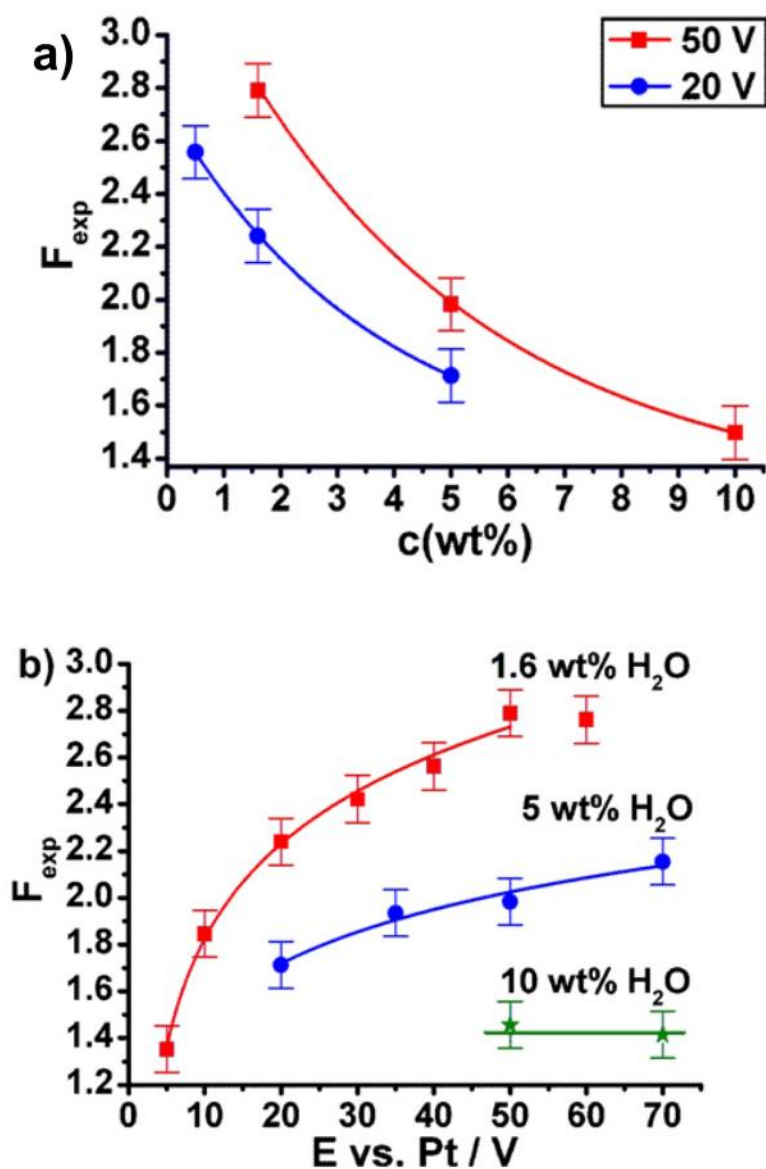 a)
50 V
20 V
3.0
2.8
2.6
2.4
2.2
2.0
1.8
1.6
1.4
F_exp
0 1 2 3 4 5 6 7 8 9 10
c(wt%)
b)
1.6 wt% H₂O
5 wt% H₂O
10 wt% H₂O
3.0
2.8
2.6
2.4
2.2
2.0
1.8
1.6
1.4
1.2
F_exp
0 10 20 30 40 50 60 70
E vs. Pt / V